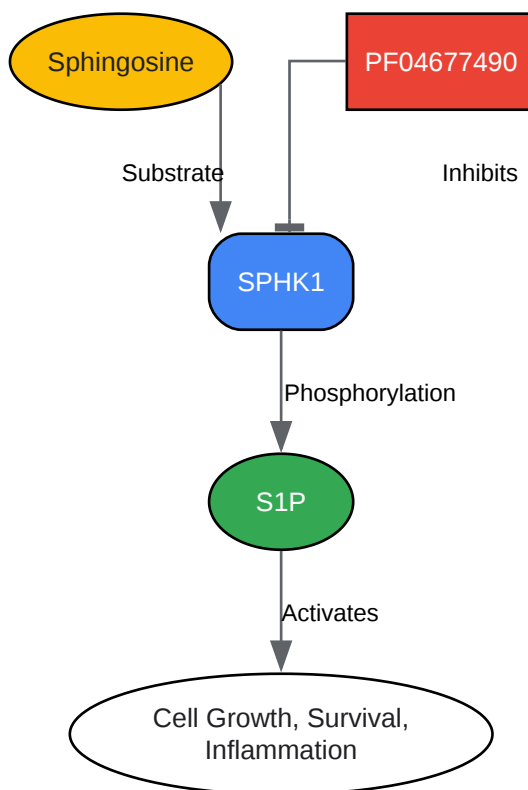 Sphingosine
PF04677490
Substrate
Inhibits
SPHK1
Phosphorylation
S1P
Activates
Cell Growth, Survival,
Inflammation